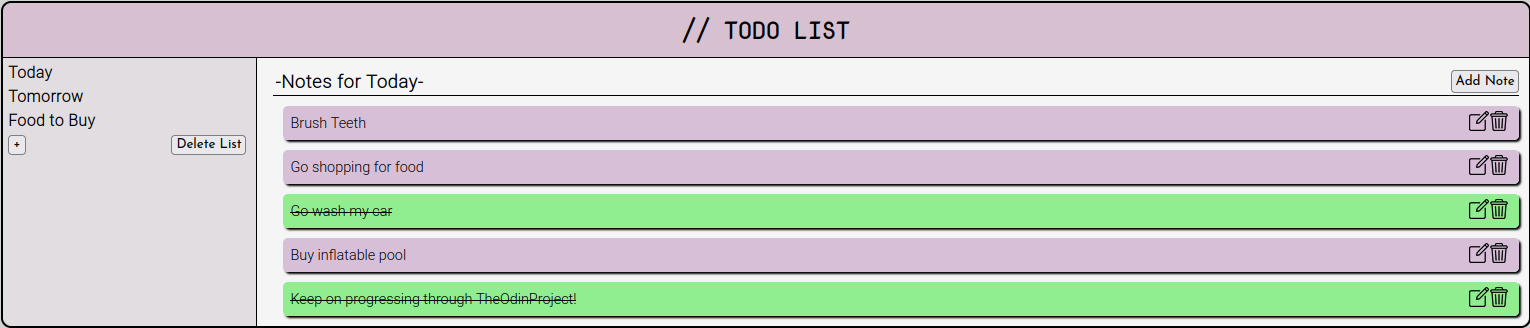 // TODO LIST
Today
Tomorrow
Food to Buy
+ Delete List
-Notes for Today- Add Note
Brush Teeth
Go shopping for food
Go wash my car
Buy inflatable pool
Keep on progressing through TheOdinProject!